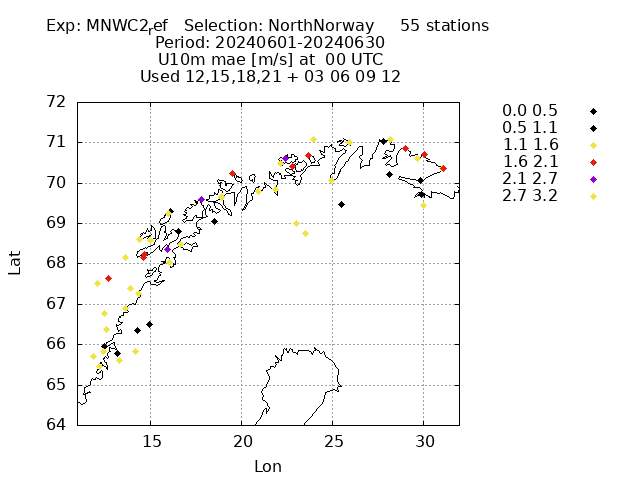 Exp: MNWC2ref Selection: NorthNorway 55 stations
Period: 20240601-20240630
U10m mae [m/s] at 00 UTC
Used 12,15,18,21 + 03 06 09 12
72
71
70
69
68
67
66
65
64
Lat
15 20 25 30
Lon
0.0 0.5
0.5 1.1
1.1 1.6
1.6 2.1
2.1 2.7
2.7 3.2